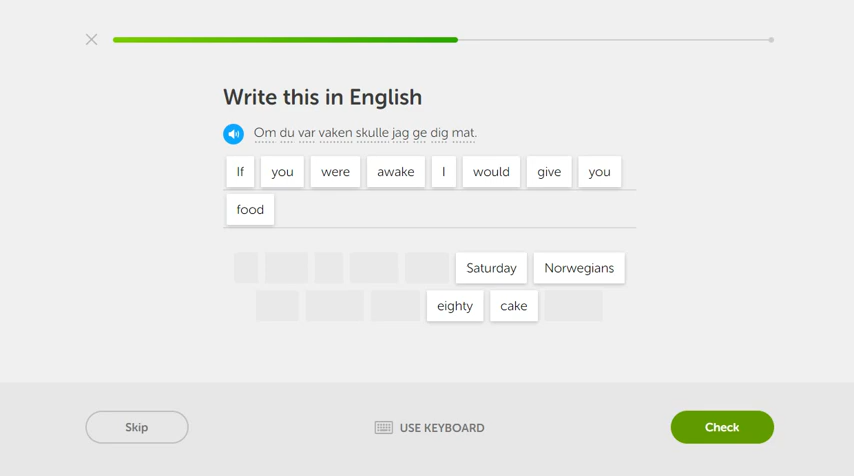 Write this in English
Om du var vaken skulle jag ge dig mat.
If you were awake I would give you
food
Saturday Norwegians
eighty cake
Skip USE KEYBOARD Check